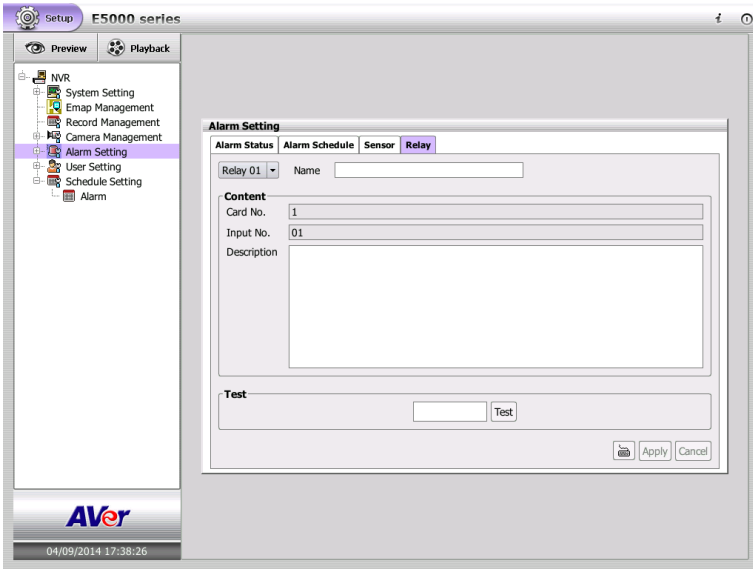 Setup E5000 series i
Preview Playback
NVR
System Setting
Emap Management
Record Management
Camera Management
Alarm Setting
User Setting
Schedule Setting
Alarm
Alarm Setting
Alarm Status Alarm Schedule Sensor Relay
Relay 01 Name
Content
Card No. 1
Input No. 01
Description
Test
Test
Apply Cancel
AVer
04/09/2014 17:38:26